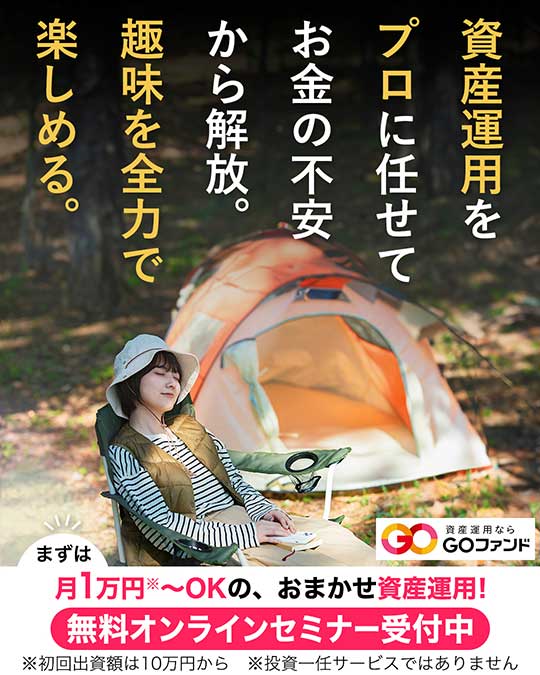 資産運用を
プロに任せて
お金の不安
から解放。
趣味を全力で
楽しめる。
資産運用なら
GOファンド
まずは
月1万円※〜OKの、おまかせ資産運用!
無料オンラインセミナー受付中
※初回出資額は10万円から ※投資一任サービスではありません